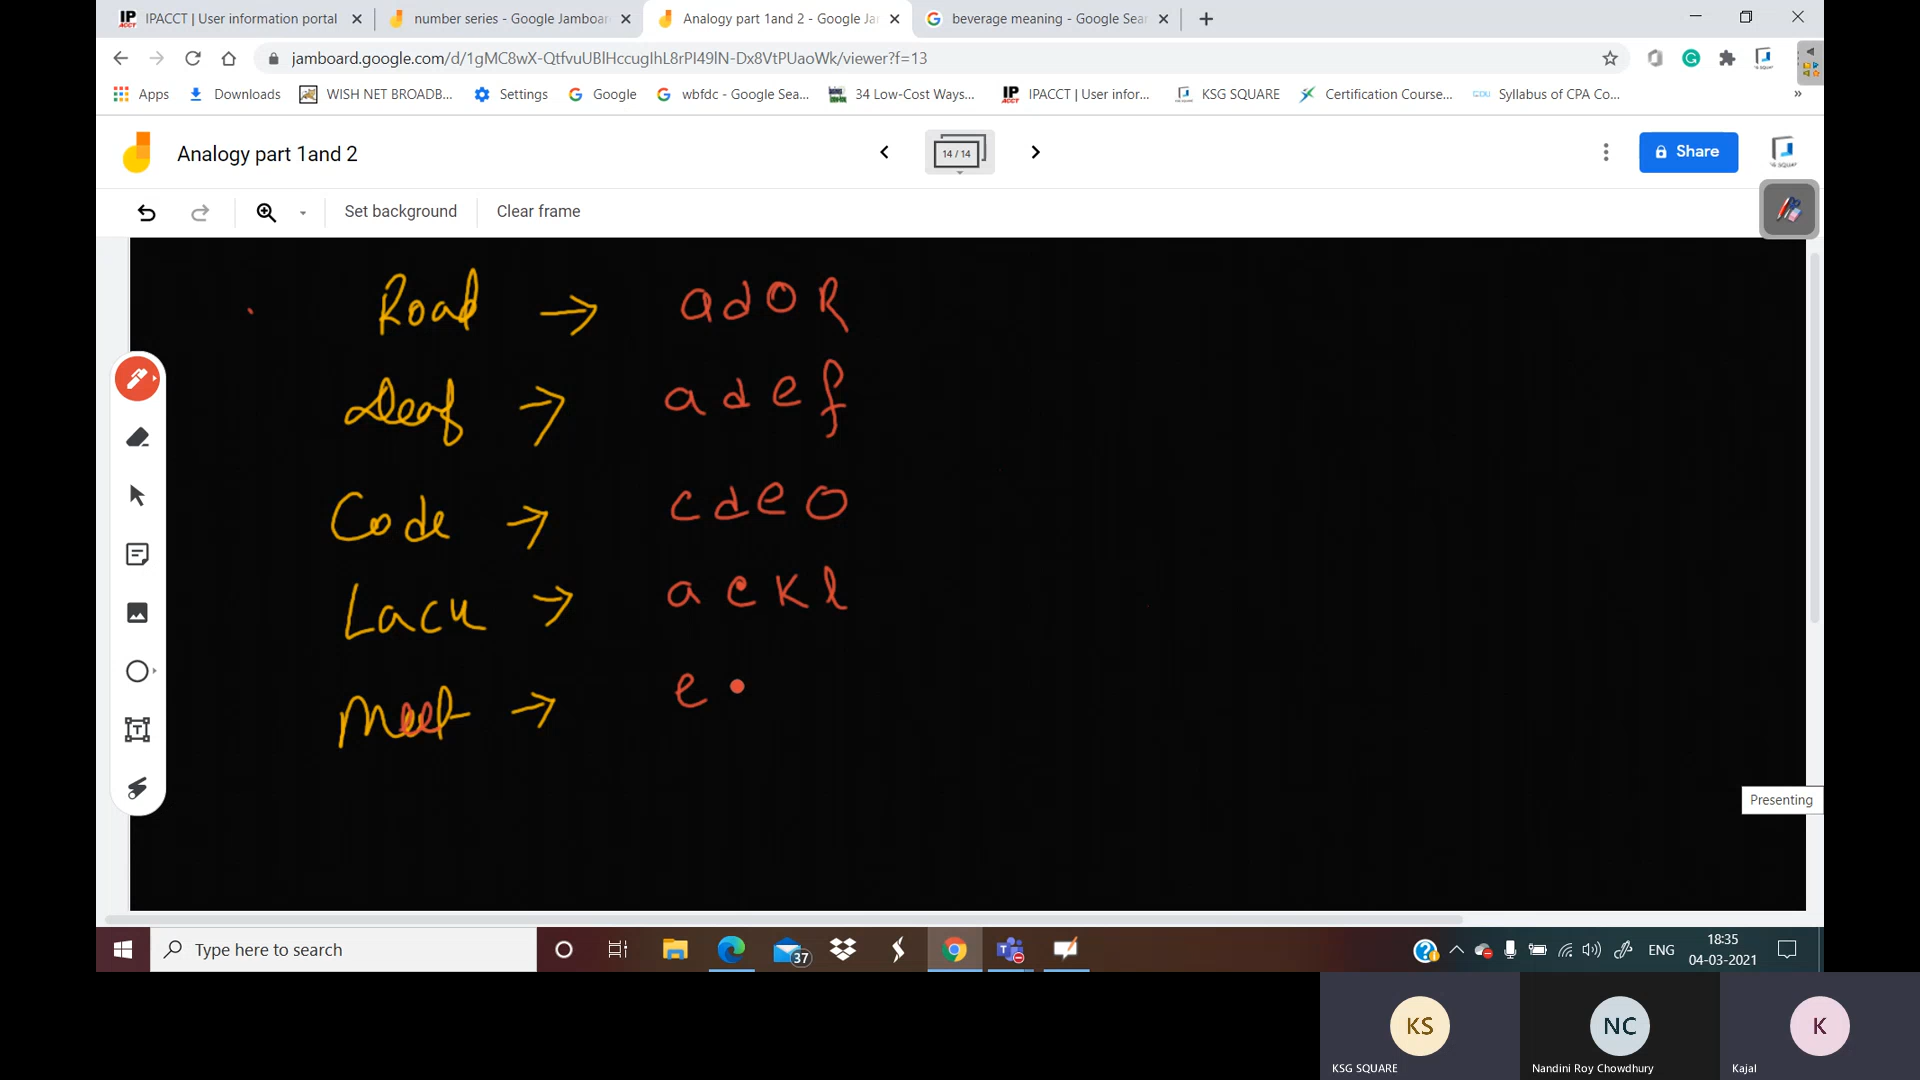 IPACCT | User information portal
number series - Google Jamboar
Analogy part 1and 2 - Google Ja
beverage meaning - Google Sea
jamboard.google.com/d/1gMC8wX-QtfvuUBlHccugIhL8rPI49lN-Dx8VtPUaoWk/viewer?f=13
Apps Downloads WISH NET BROADB... Settings Google wbfdc - Google Sea... 34 Low-Cost Ways... IPACCT | User infor... KSG SQUARE Certification Course... Syllabus of CPA Co... »
Analogy part 1and 2
14 / 14
Share
Set background Clear frame
Road → adOR
Deaf → adef
Code → cdeo
Lack → ackl
Meet → e
Presenting
Type here to search
37
ENG
18:35
04-03-2021
KS NC K
KSG SQUARE Nandini Roy Chowdhury Kajal